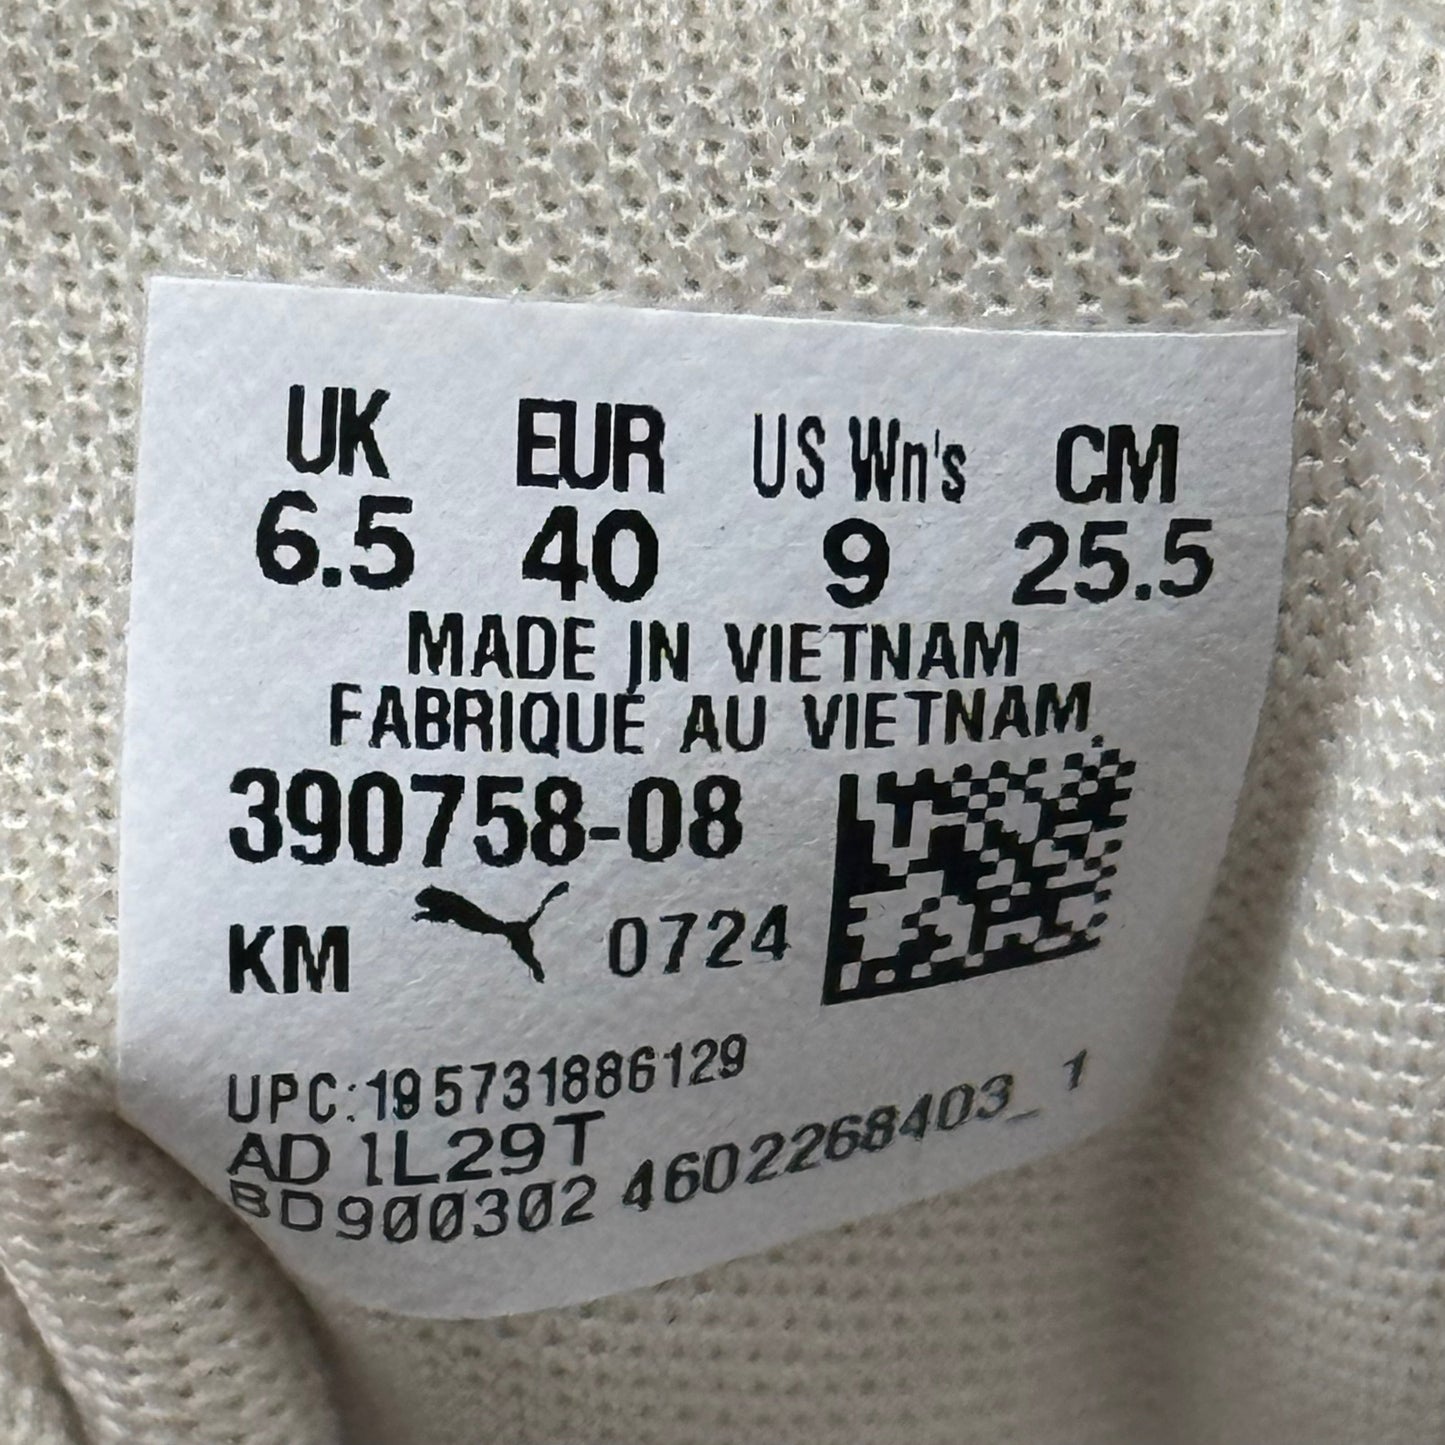 UK EUR US Wn's CM
6.5 40 9 25.5
MADE IN VIETNAM
FABRIQUÉ AU VIETNAM
390758-08
KM 0724
UPC:195731886129
AD 1L29T
BD900302 4602268403_1